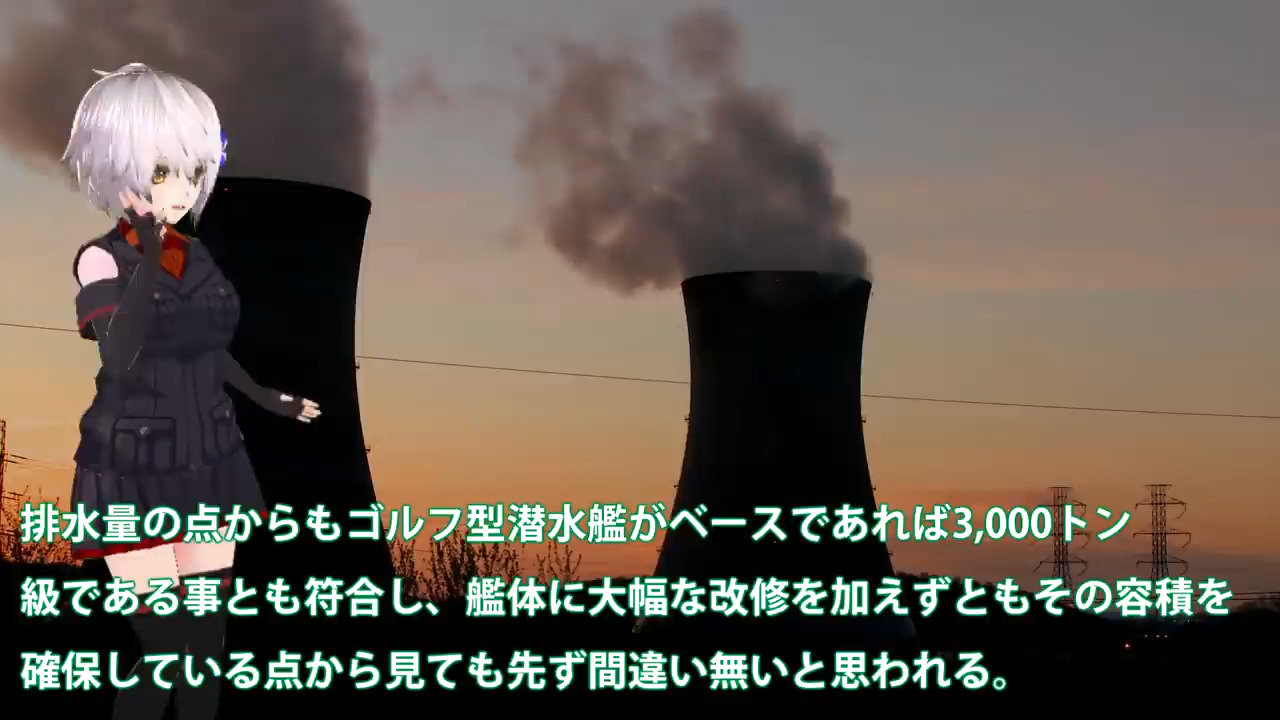 排水量の点からもゴルフ型潜水艦がベースであれば3,000トン
級である事とも符合し、艦体に大幅な改修を加えずともその容積を
確保している点から見ても先ず間違い無いと思われる。